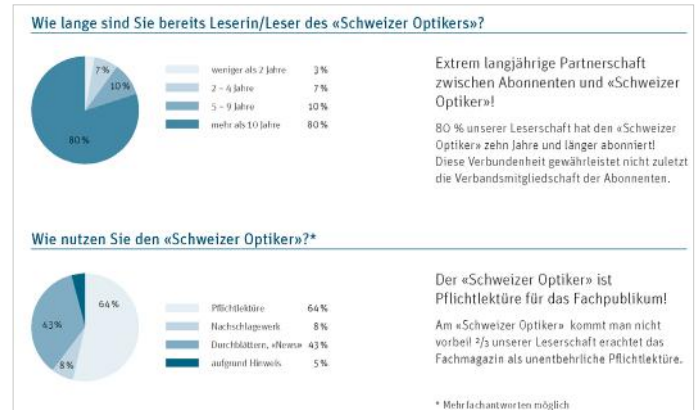 Wie lange sind Sie bereits Leserin/Leser des «Schweizer Optikers»?
7 %
10 %
80 %
weniger als 2 Jahre 3 %
2 – 4 Jahre 7 %
5 – 9 Jahre 10 %
mehr als 10 Jahre 80 %
Extrem langjährige Partnerschaft
zwischen Abonnenten und «Schweizer
Optiker»!
80 % unserer Leserschaft hat den «Schweizer
Optiker» zehn Jahre und länger abonniert!
Diese Verbundenheit gewährleistet nicht zuletzt
die Verbandsmitgliedschaft der Abonnenten.
Wie nutzen Sie den «Schweizer Optiker»?*
64 %
43 %
8 %
Pflichtlektüre 64 %
Nachschlagewerk 8 %
Durchblättern, «News» 43 %
aufgrund Hinweis 5 %
Der «Schweizer Optiker» ist
Pflichtlektüre für das Fachpublikum!
Am «Schweizer Optiker» kommt man nicht
vorbei! ²/₃ unserer Leserschaft erachtet das
Fachmagazin als unentbehrliche Pflichtlektüre.
* Mehrfachantworten möglich